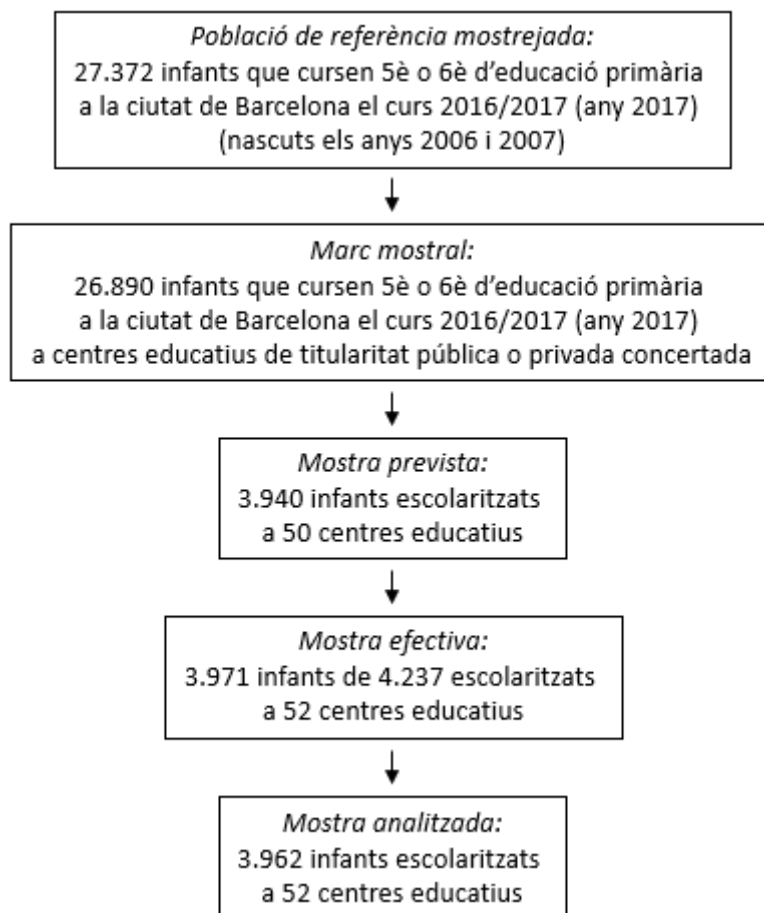 Població de referència mostrejada:
27.372 infants que cursen 5è o 6è d’educació primària
a la ciutat de Barcelona el curs 2016/2017 (any 2017)
(nascuts els anys 2006 i 2007)
Marc mostral:
26.890 infants que cursen 5è o 6è d’educació primària
a la ciutat de Barcelona el curs 2016/2017 (any 2017)
a centres educatius de titularitat pública o privada concertada
Mostra prevista:
3.940 infants escolaritzats
a 50 centres educatius
Mostra efectiva:
3.971 infants de 4.237 escolaritzats
a 52 centres educatius
Mostra analitzada:
3.962 infants escolaritzats
a 52 centres educatius